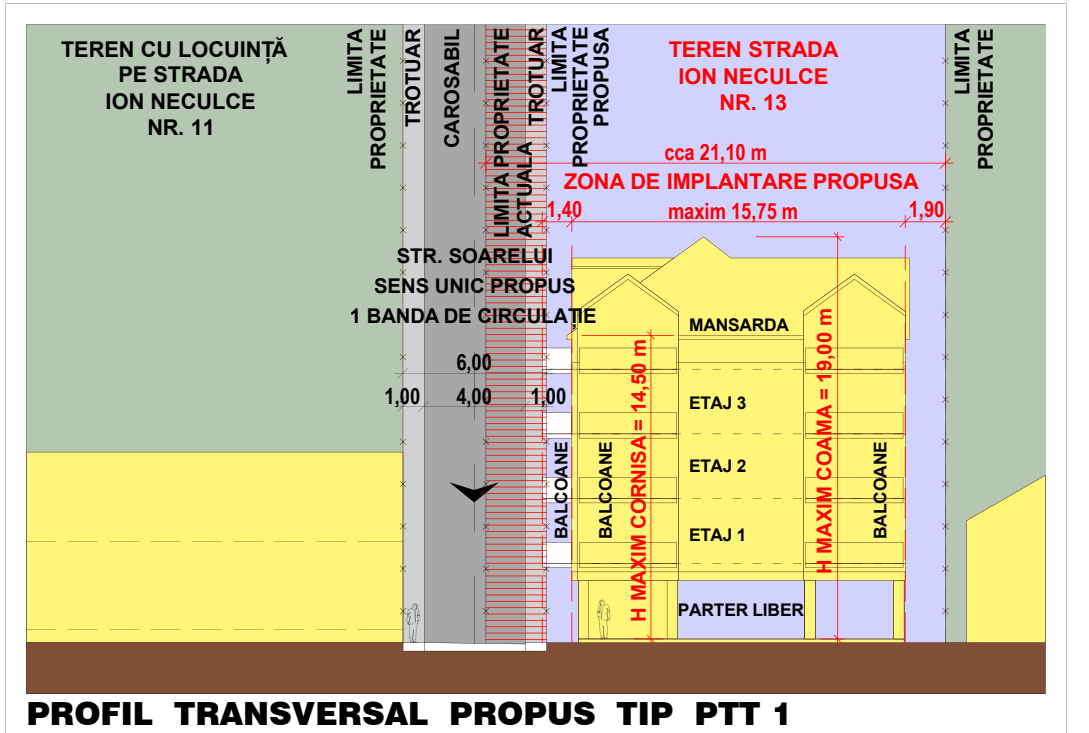 TEREN CU LOCUINȚĂ
PE STRADA
ION NECULCE
NR. 11
LIMITA
PROPRIETATE
TROTUAR
CAROSABIL
LIMITA PROPRIETATE
ACTUALA
TROTUAR
LIMITA
PROPRIETATE
PROPUSA
TEREN STRADA
ION NECULCE
NR. 13
LIMITA
PROPRIETATE
cca 21,10 m
ZONA DE IMPLANTARE PROPUSA
1,40
maxim 15,75 m
1,90
STR. SOARELUI
SENS UNIC PROPUS
1 BANDA DE CIRCULAȚIE
6,00
1,00
4,00
1,00
MANSARDA
ETAJ 3
ETAJ 2
ETAJ 1
PARTER LIBER
BALCOANE
BALCOANE
H MAXIM CORNISA = 14,50 m
H MAXIM COAMA = 19,00 m
BALCOANE
PROFIL TRANSVERSAL PROPUS TIP PTT 1